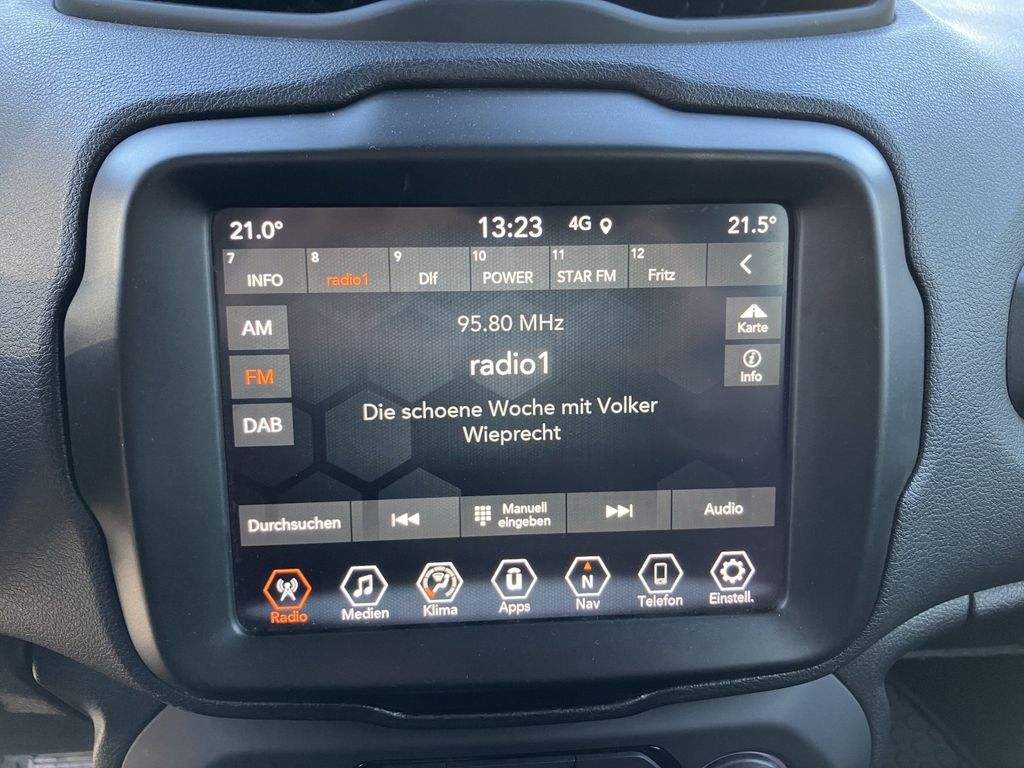 21.0° 13:23 4G 21.5°
7 INFO 8 radio1 9 Dlf 10 POWER 11 STAR FM 12 Fritz
AM
FM
DAB
95.80 MHz
radio1
Die schoene Woche mit Volker
Wieprecht
Karte
Info
Durchsuchen
Manuell
eingeben
Audio
Radio Medien Klima Apps N Nav Telefon Einstell.